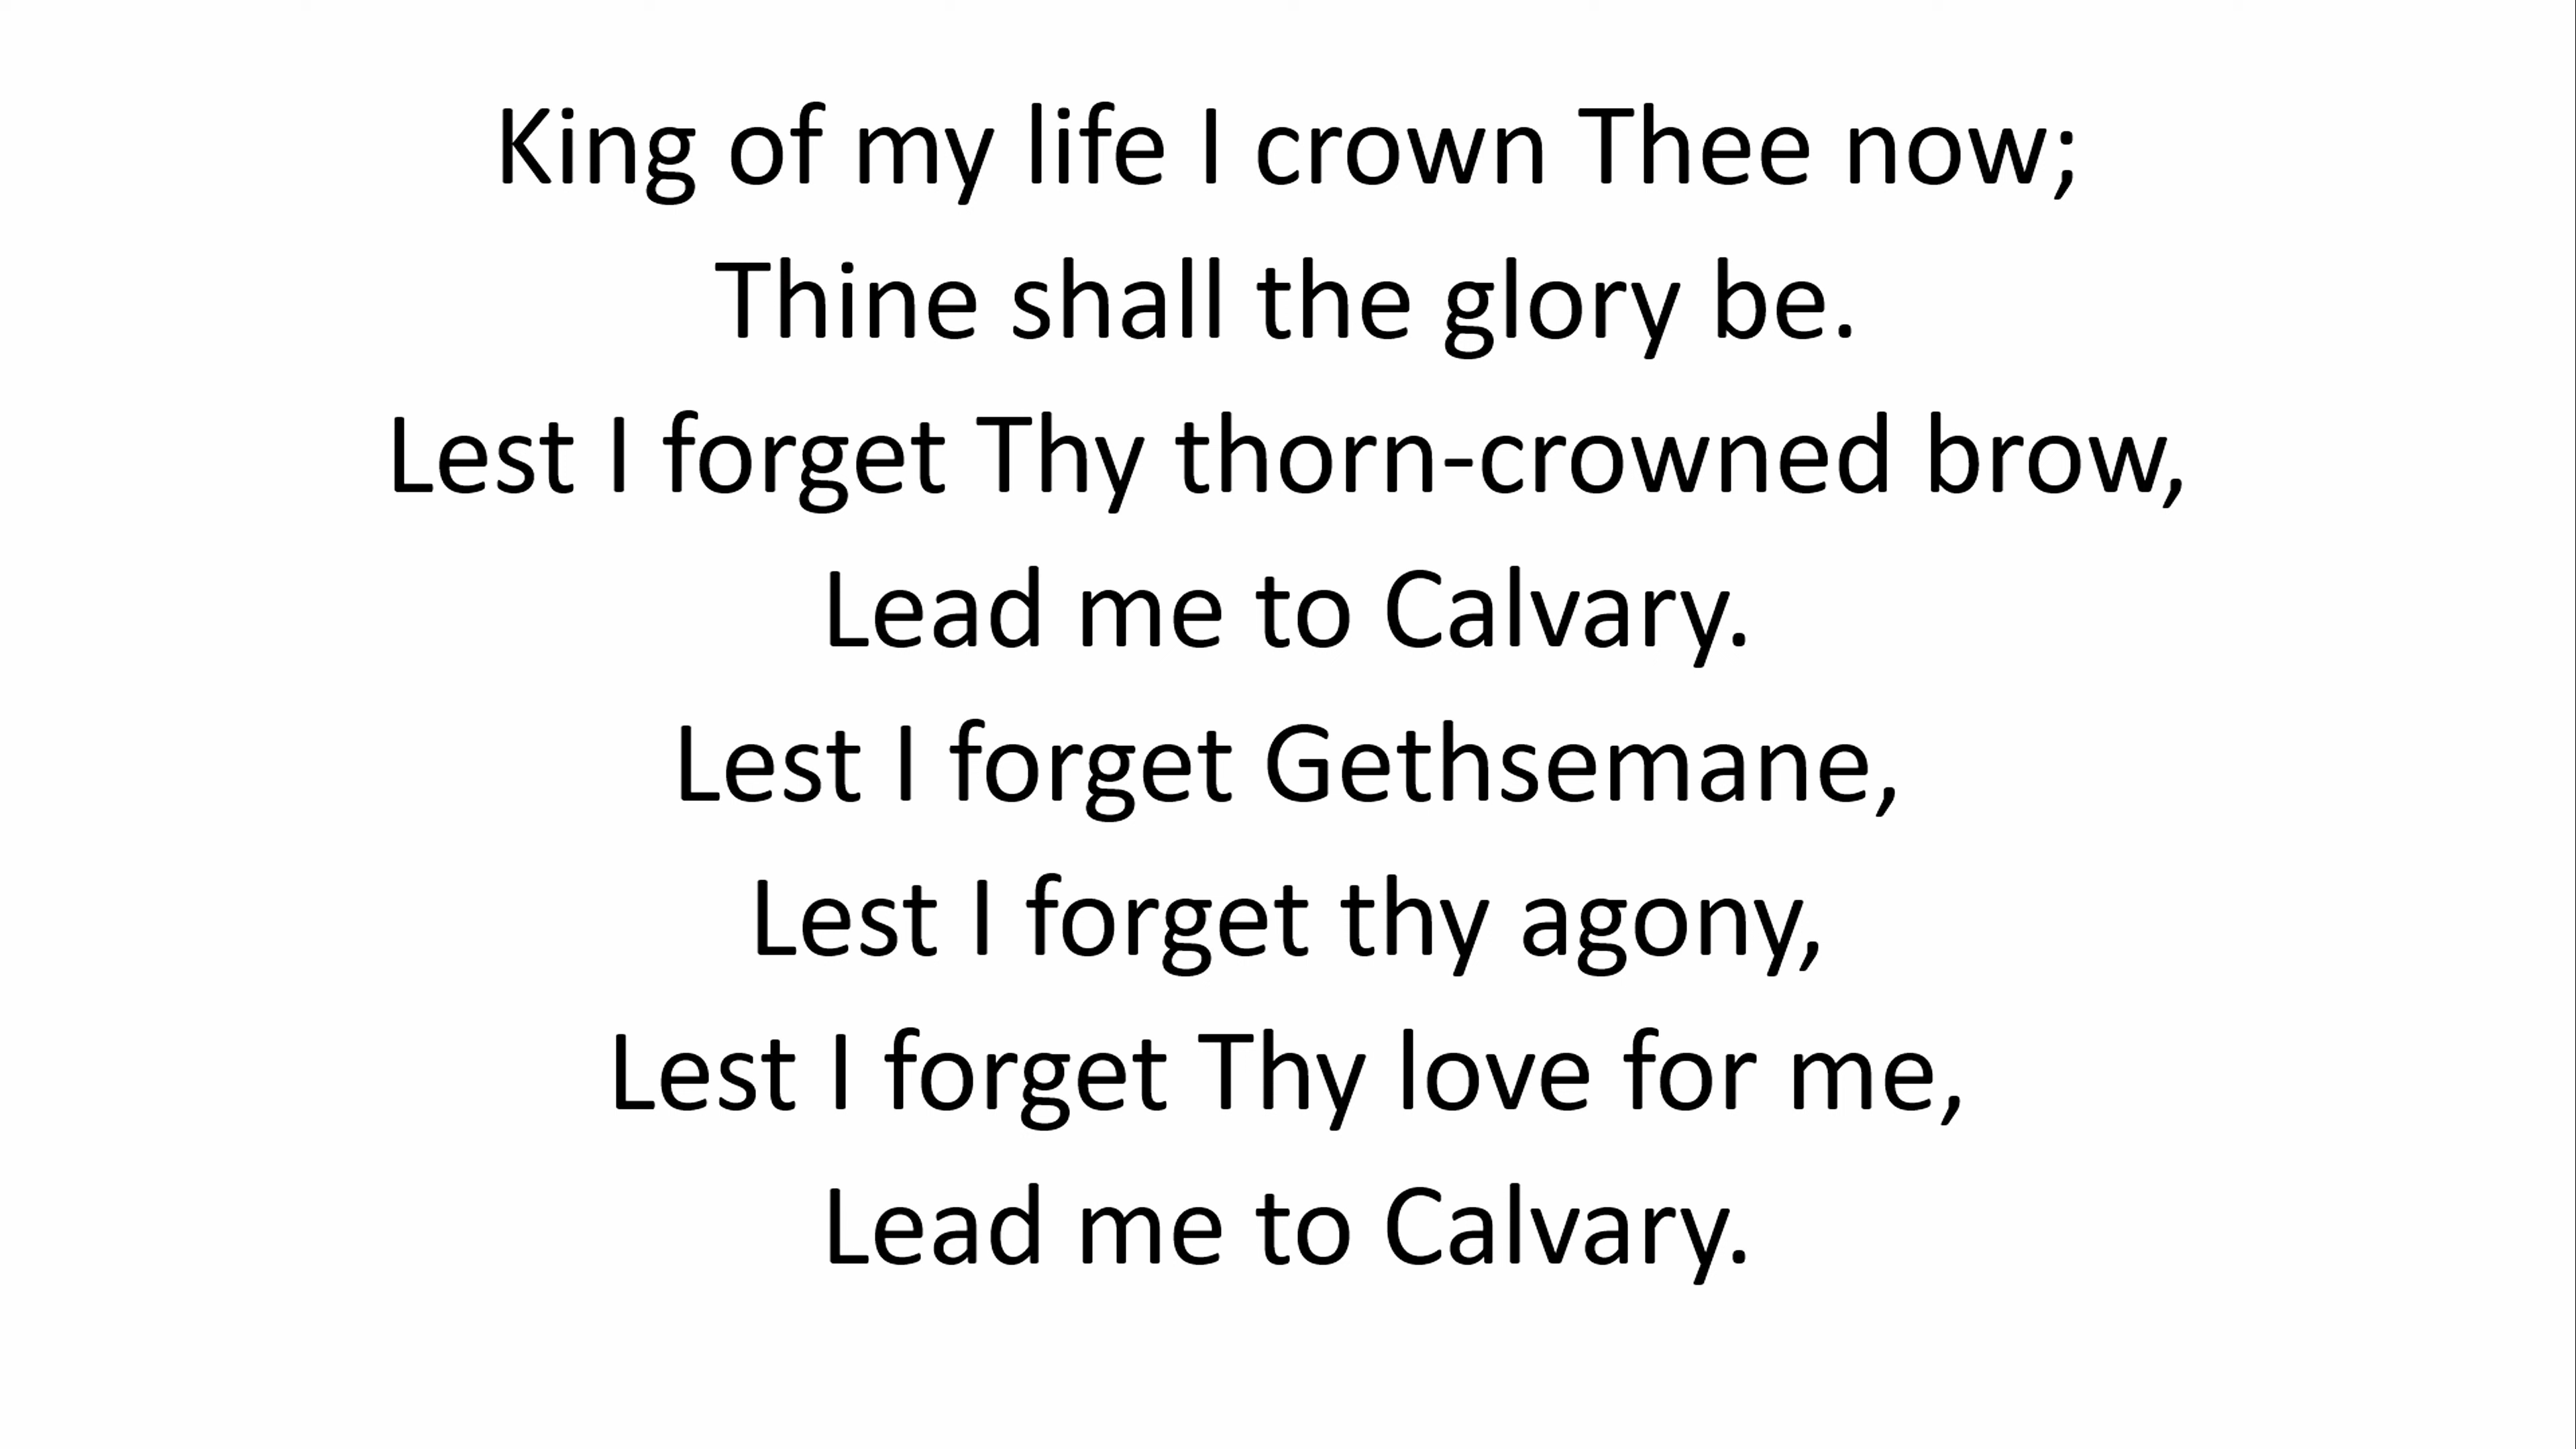 King of my life I crown Thee now;
Thine shall the glory be.
Lest I forget Thy thorn-crowned brow,
Lead me to Calvary.
Lest I forget Gethsemane,
Lest I forget thy agony,
Lest I forget Thy love for me,
Lead me to Calvary.